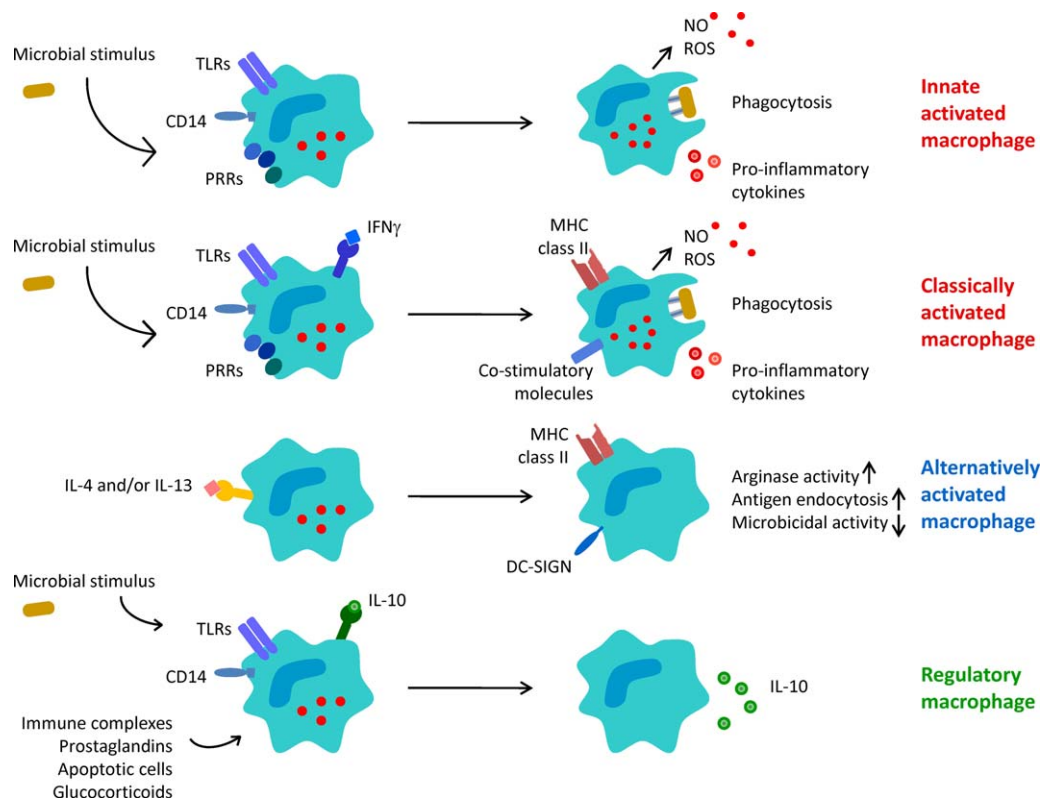 Microbial stimulus
TLRs
CD14
PRRs
NO
ROS
Phagocytosis
Pro-inflammatory
cytokines
Innate
activated
macrophage
Microbial stimulus
TLRs
IFNγ
CD14
PRRs
MHC
class II
NO
ROS
Phagocytosis
Co-stimulatory
molecules
Pro-inflammatory
cytokines
Classically
activated
macrophage
IL-4 and/or IL-13
MHC
class II
DC-SIGN
Arginase activity
Antigen endocytosis
Microbicidal activity
Alternatively
activated
macrophage
Microbial stimulus
TLRs
IL-10
CD14
Immune complexes
Prostaglandins
Apoptotic cells
Glucocorticoids
IL-10
Regulatory
macrophage